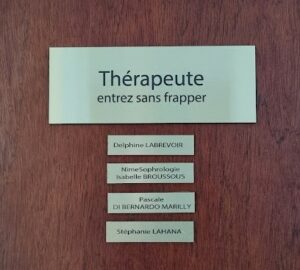 Thérapeute
entrez sans frapper
Delphine LABREVOIR
NimeSophrologie
Isabelle BROUSSOUS
Pascale
DI BERNARDO MARILLY
Stéphanie LAHANA